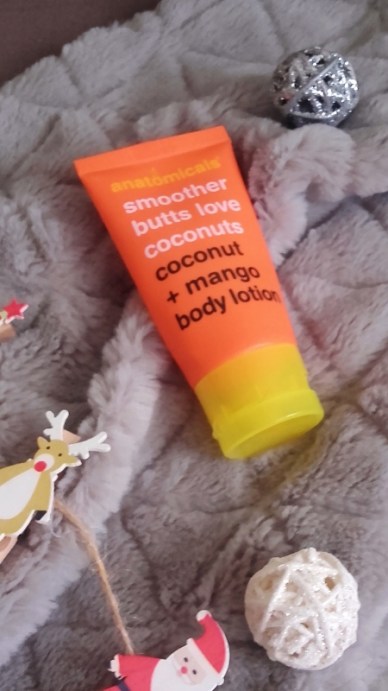 anatomicals
smoother
butts love
coconuts
coconut
+ mango
body lotion